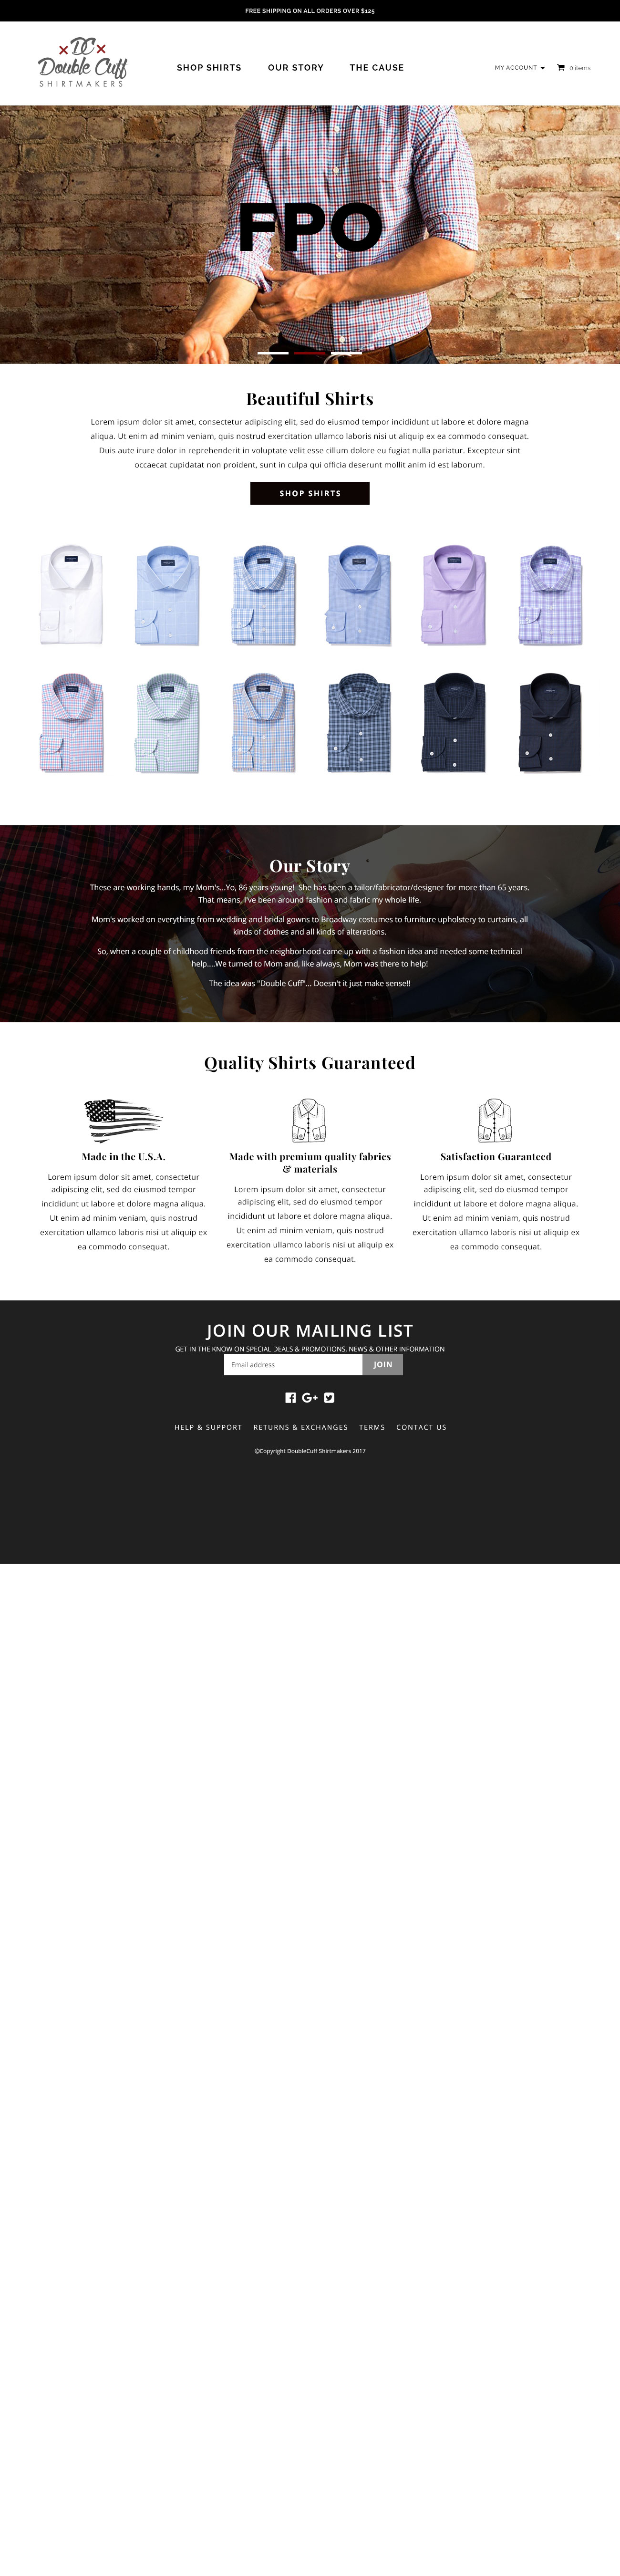 FREE SHIPPING ON ALL ORDERS OVER $125
DC
Double Cuff
SHIRTMAKERS
SHOP SHIRTS
OUR STORY
THE CAUSE
MY ACCOUNT
0 items
FPO
Beautiful Shirts
Lorem ipsum dolor sit amet, consectetur adipiscing elit, sed do eiusmod tempor incididunt ut labore et dolore magna
aliqua. Ut enim ad minim veniam, quis nostrud exercitation ullamco laboris nisi ut aliquip ex ea commodo consequat.
Duis aute irure dolor in reprehenderit in voluptate velit esse cillum dolore eu fugiat nulla pariatur. Excepteur sint
occaecat cupidatat non proident, sunt in culpa qui officia deserunt mollit anim id est laborum.
SHOP SHIRTS
Our Story
These are working hands, my Mom's...Yo, 86 years young! She has been a tailor/fabricator/designer for more than 65 years.
That means, I've been around fashion and fabric my whole life.
Mom's worked on everything from wedding and bridal gowns to Broadway costumes to furniture upholstery to curtains, all
kinds of clothes and all kinds of alterations.
So, when a couple of childhood friends from the neighborhood came up with a fashion idea and needed some technical
help....We turned to Mom and, like always, Mom was there to help!
The idea was "Double Cuff"... Doesn't it just make sense!!
Quality Shirts Guaranteed
Made in the U.S.A.
Lorem ipsum dolor sit amet, consectetur
adipiscing elit, sed do eiusmod tempor
incididunt ut labore et dolore magna aliqua.
Ut enim ad minim veniam, quis nostrud
exercitation ullamco laboris nisi ut aliquip ex
ea commodo consequat.
Made with premium quality fabrics
& materials
Lorem ipsum dolor sit amet, consectetur
adipiscing elit, sed do eiusmod tempor
incididunt ut labore et dolore magna aliqua.
Ut enim ad minim veniam, quis nostrud
exercitation ullamco laboris nisi ut aliquip ex
ea commodo consequat.
Satisfaction Guaranteed
Lorem ipsum dolor sit amet, consectetur
adipiscing elit, sed do eiusmod tempor
incididunt ut labore et dolore magna aliqua.
Ut enim ad minim veniam, quis nostrud
exercitation ullamco laboris nisi ut aliquip ex
ea commodo consequat.
JOIN OUR MAILING LIST
GET IN THE KNOW ON SPECIAL DEALS & PROMOTIONS, NEWS & OTHER INFORMATION
Email address
JOIN
HELP & SUPPORT
RETURNS & EXCHANGES
TERMS
CONTACT US
©Copyright DoubleCuff Shirtmakers 2017